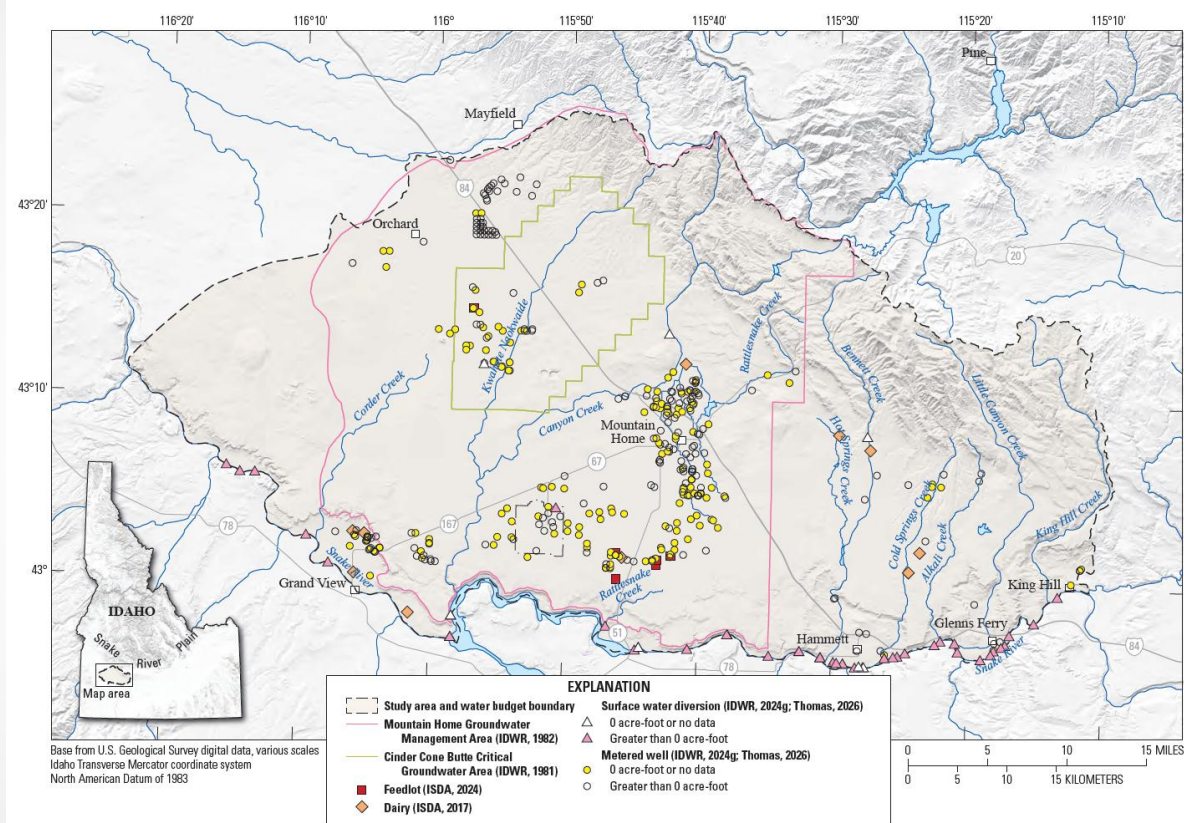 116°20'
116°10'
116°
115°50'
115°40'
115°30'
115°20'
115°10'
Pine
Mayfield
84
43°20'
Orchard
20
Kwahete Naokwaide
Rattlesnake Creek
Bennett Creek
Little Canyon Creek
43°10'
Corder Creek
Canyon Creek
Mountain
Home
Hot Springs Creek
67
Cold Springs Creek
Alkali Creek
King Hill Creek
78
167
43°
Snake River
Grand View
Rattlesnake
Creek
King Hill
IDAHO
Snake
River
Plain
Map area
51
Hammett
Glenns Ferry
Snake River
78
84
EXPLANATION
Study area and water budget boundary
Mountain Home Groundwater
Management Area (IDWR, 1982)
Cinder Cone Butte Critical
Groundwater Area (IDWR, 1981)
Feedlot (ISDA, 2024)
Dairy (ISDA, 2017)
Surface water diversion (IDWR, 2024g; Thomas, 2026)
0 acre-foot or no data
Greater than 0 acre-foot
Metered well (IDWR, 2024g; Thomas, 2026)
0 acre-foot or no data
Greater than 0 acre-foot
Base from U.S. Geological Survey digital data, various scales
Idaho Transverse Mercator coordinate system
North American Datum of 1983
0 5 10 15 MILES
0 5 10 15 KILOMETERS